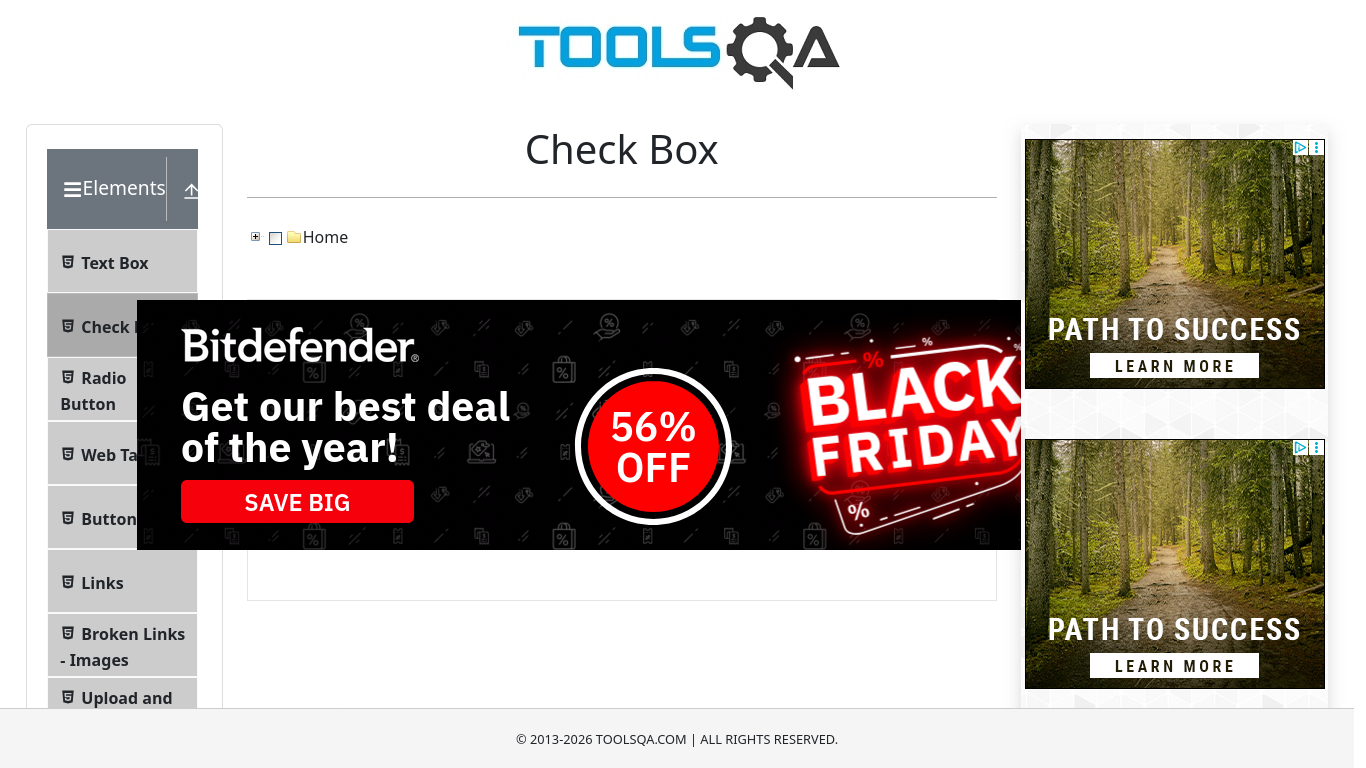 TOOLSQA
Check Box
Elements
Text Box
Check
Radio
Button
Web Ta
Button
Links
Broken Links
- Images
Upload and
Home
Bitdefender®
Get our best deal
of the year!
SAVE BIG
56%
OFF
%
%
%
BLACK
FRIDAY
%
PATH TO SUCCESS
LEARN MORE
PATH TO SUCCESS
LEARN MORE
© 2013-2026 TOOLSQA.COM | ALL RIGHTS RESERVED.